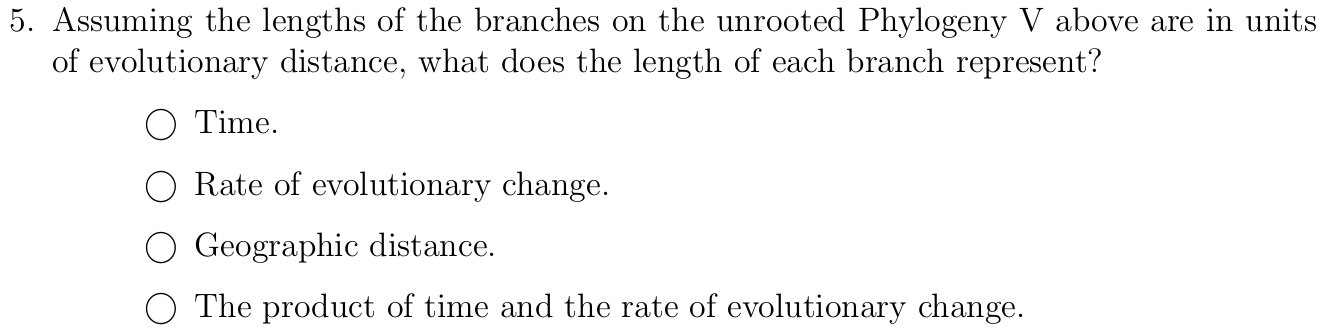 5. Assuming the lengths of the branches on the unrooted Phylogeny V above are in units
of evolutionary distance, what does the length of each branch represent?
Time.
Rate of evolutionary change.
Geographic distance.
The product of time and the rate of evolutionary change.